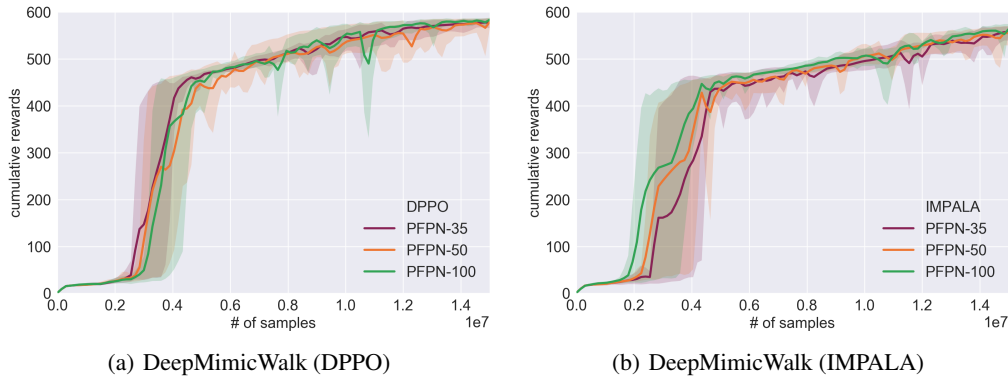 600
500
400
300
200
100
0
cumulative rewards
DPPO
PFPN-35
PFPN-50
PFPN-100
0.0 0.2 0.4 0.6 0.8 1.0 1.2 1.4
1e7
# of samples
(a) DeepMimicWalk (DPPO)
600
500
400
300
200
100
0
cumulative rewards
IMPALA
PFPN-35
PFPN-50
PFPN-100
0.0 0.2 0.4 0.6 0.8 1.0 1.2 1.4
1e7
# of samples
(b) DeepMimicWalk (IMPALA)